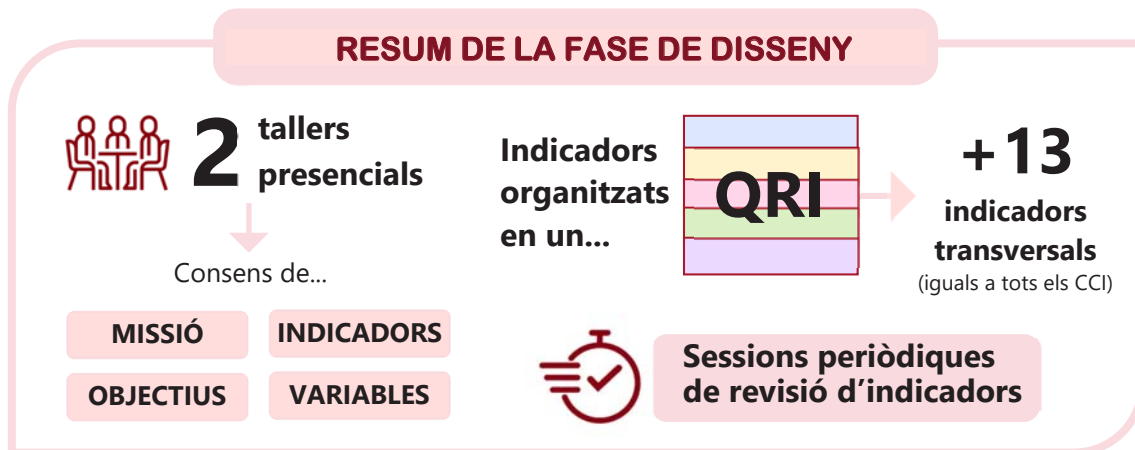 RESUM DE LA FASE DE DISSENY
2
tallers
presencials
Consens de...
MISSIÓ
INDICADORS
OBJECTIUS
VARIABLES
Indicadors
organitzats
en un...
QRI
+13
indicadors
transversals
(iguals a tots els CCI)
Sessions periòdiques
de revisió d’indicadors